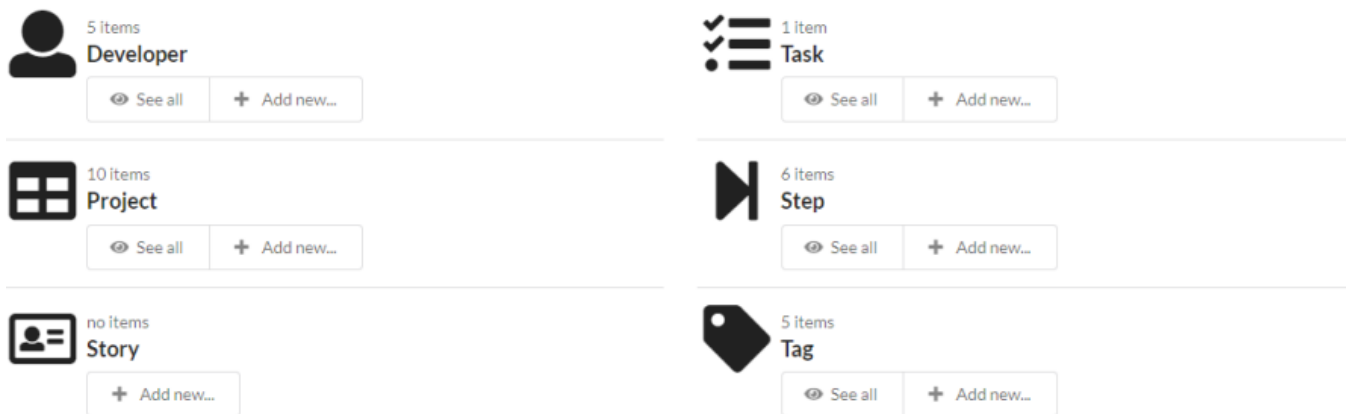 5 items
Developer
See all
Add new...
1 item
Task
See all
Add new...
10 items
Project
See all
Add new...
6 items
Step
See all
Add new...
no items
Story
Add new...
5 items
Tag
See all
Add new...